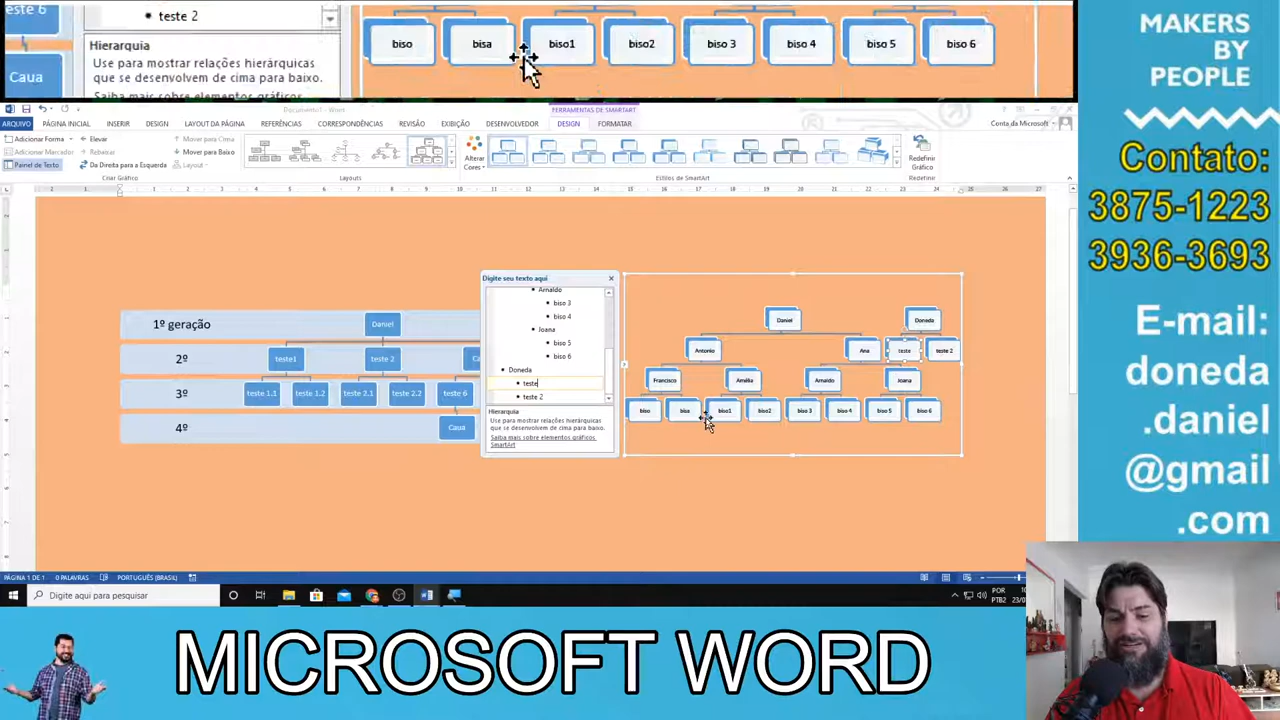 este 6
• teste 2
Hierarquia
Use para mostrar relações hierárquicas
que se desenvolvem de cima para baixo.
Saiba mais sobre elementos gráficos
Caua
biso
bisa
biso1
biso2
biso 3
biso 4
biso 5
biso 6
MAKERS
BY
PEOPLE
Contato:
3875-1223
3936-3693
E-mail:
doneda
.daniel
@gmail
.com
Documento1 - Word
FERRAMENTAS DE SMARTART
ARQUIVO
PÁGINA INICIAL
INSERIR
DESIGN
LAYOUT DA PÁGINA
REFERÊNCIAS
CORRESPONDÊNCIAS
REVISÃO
EXIBIÇÃO
DESENVOLVEDOR
DESIGN
FORMATAR
Conta da Microsoft
Adicionar Forma
Elevar
Mover para Cima
Adicionar Marcador
Rebaixar
Mover para Baixo
Painel de Texto
Da Direita para a Esquerda
Layout
Criar Gráfico
Layouts
Alterar
Cores
Estilos de SmartArt
Redefinir
Gráfico
Redefinir
1º geração
Daniel
2º
teste1
teste 2
3º
teste 1.1
teste 1.2
teste 2.1
teste 2.2
teste 6
4º
Caua
Digite seu texto aqui
• Arnaldo
• biso 3
• biso 4
• Joana
• biso 5
• biso 6
• Doneda
• teste
• teste 2
Hierarquia
Use para mostrar relações hierárquicas
que se desenvolvem de cima para baixo.
Saiba mais sobre elementos gráficos
SmartArt
Daniel
Doneda
Antonio
Ana
teste
teste 2
Francisco
Amélia
Arnaldo
Joana
biso
bisa
biso1
biso2
biso 3
biso 4
biso 5
biso 6
PÁGINA 1 DE 1
0 PALAVRAS
PORTUGUÊS (BRASIL)
Digite aqui para pesquisar
POR
PTB2
MICROSOFT WORD